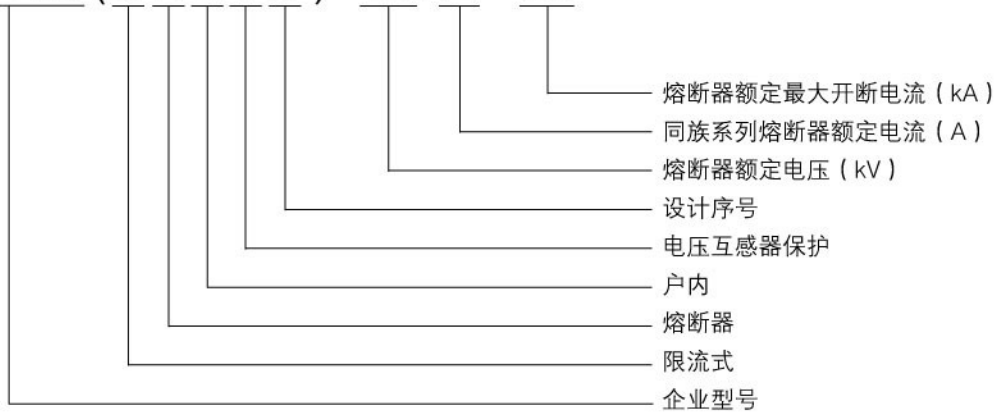 熔断器额定最大开断电流（kA）
同族系列熔断器额定电流（A）
熔断器额定电压（kV）
设计序号
电压互感器保护
户内
熔断器
限流式
企业型号